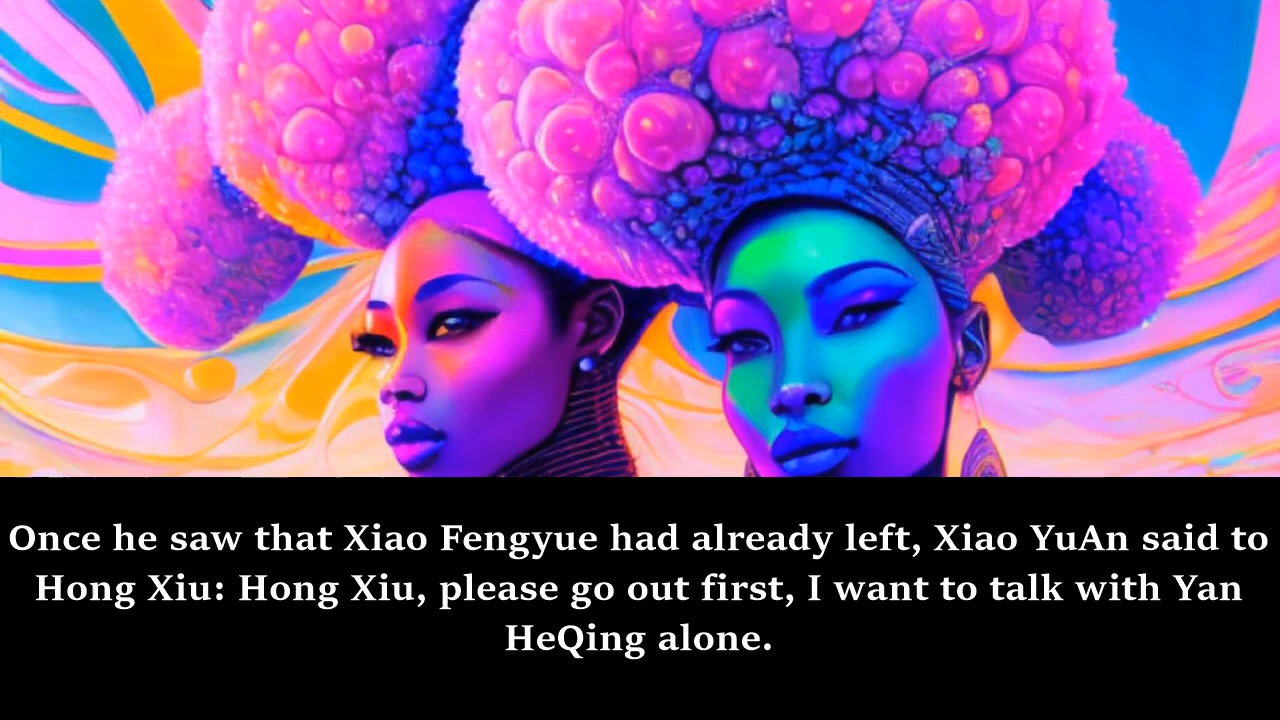 Once he saw that Xiao Fengyue had already left, Xiao YuAn said to
Hong Xiu: Hong Xiu, please go out first, I want to talk with Yan
HeQing alone.